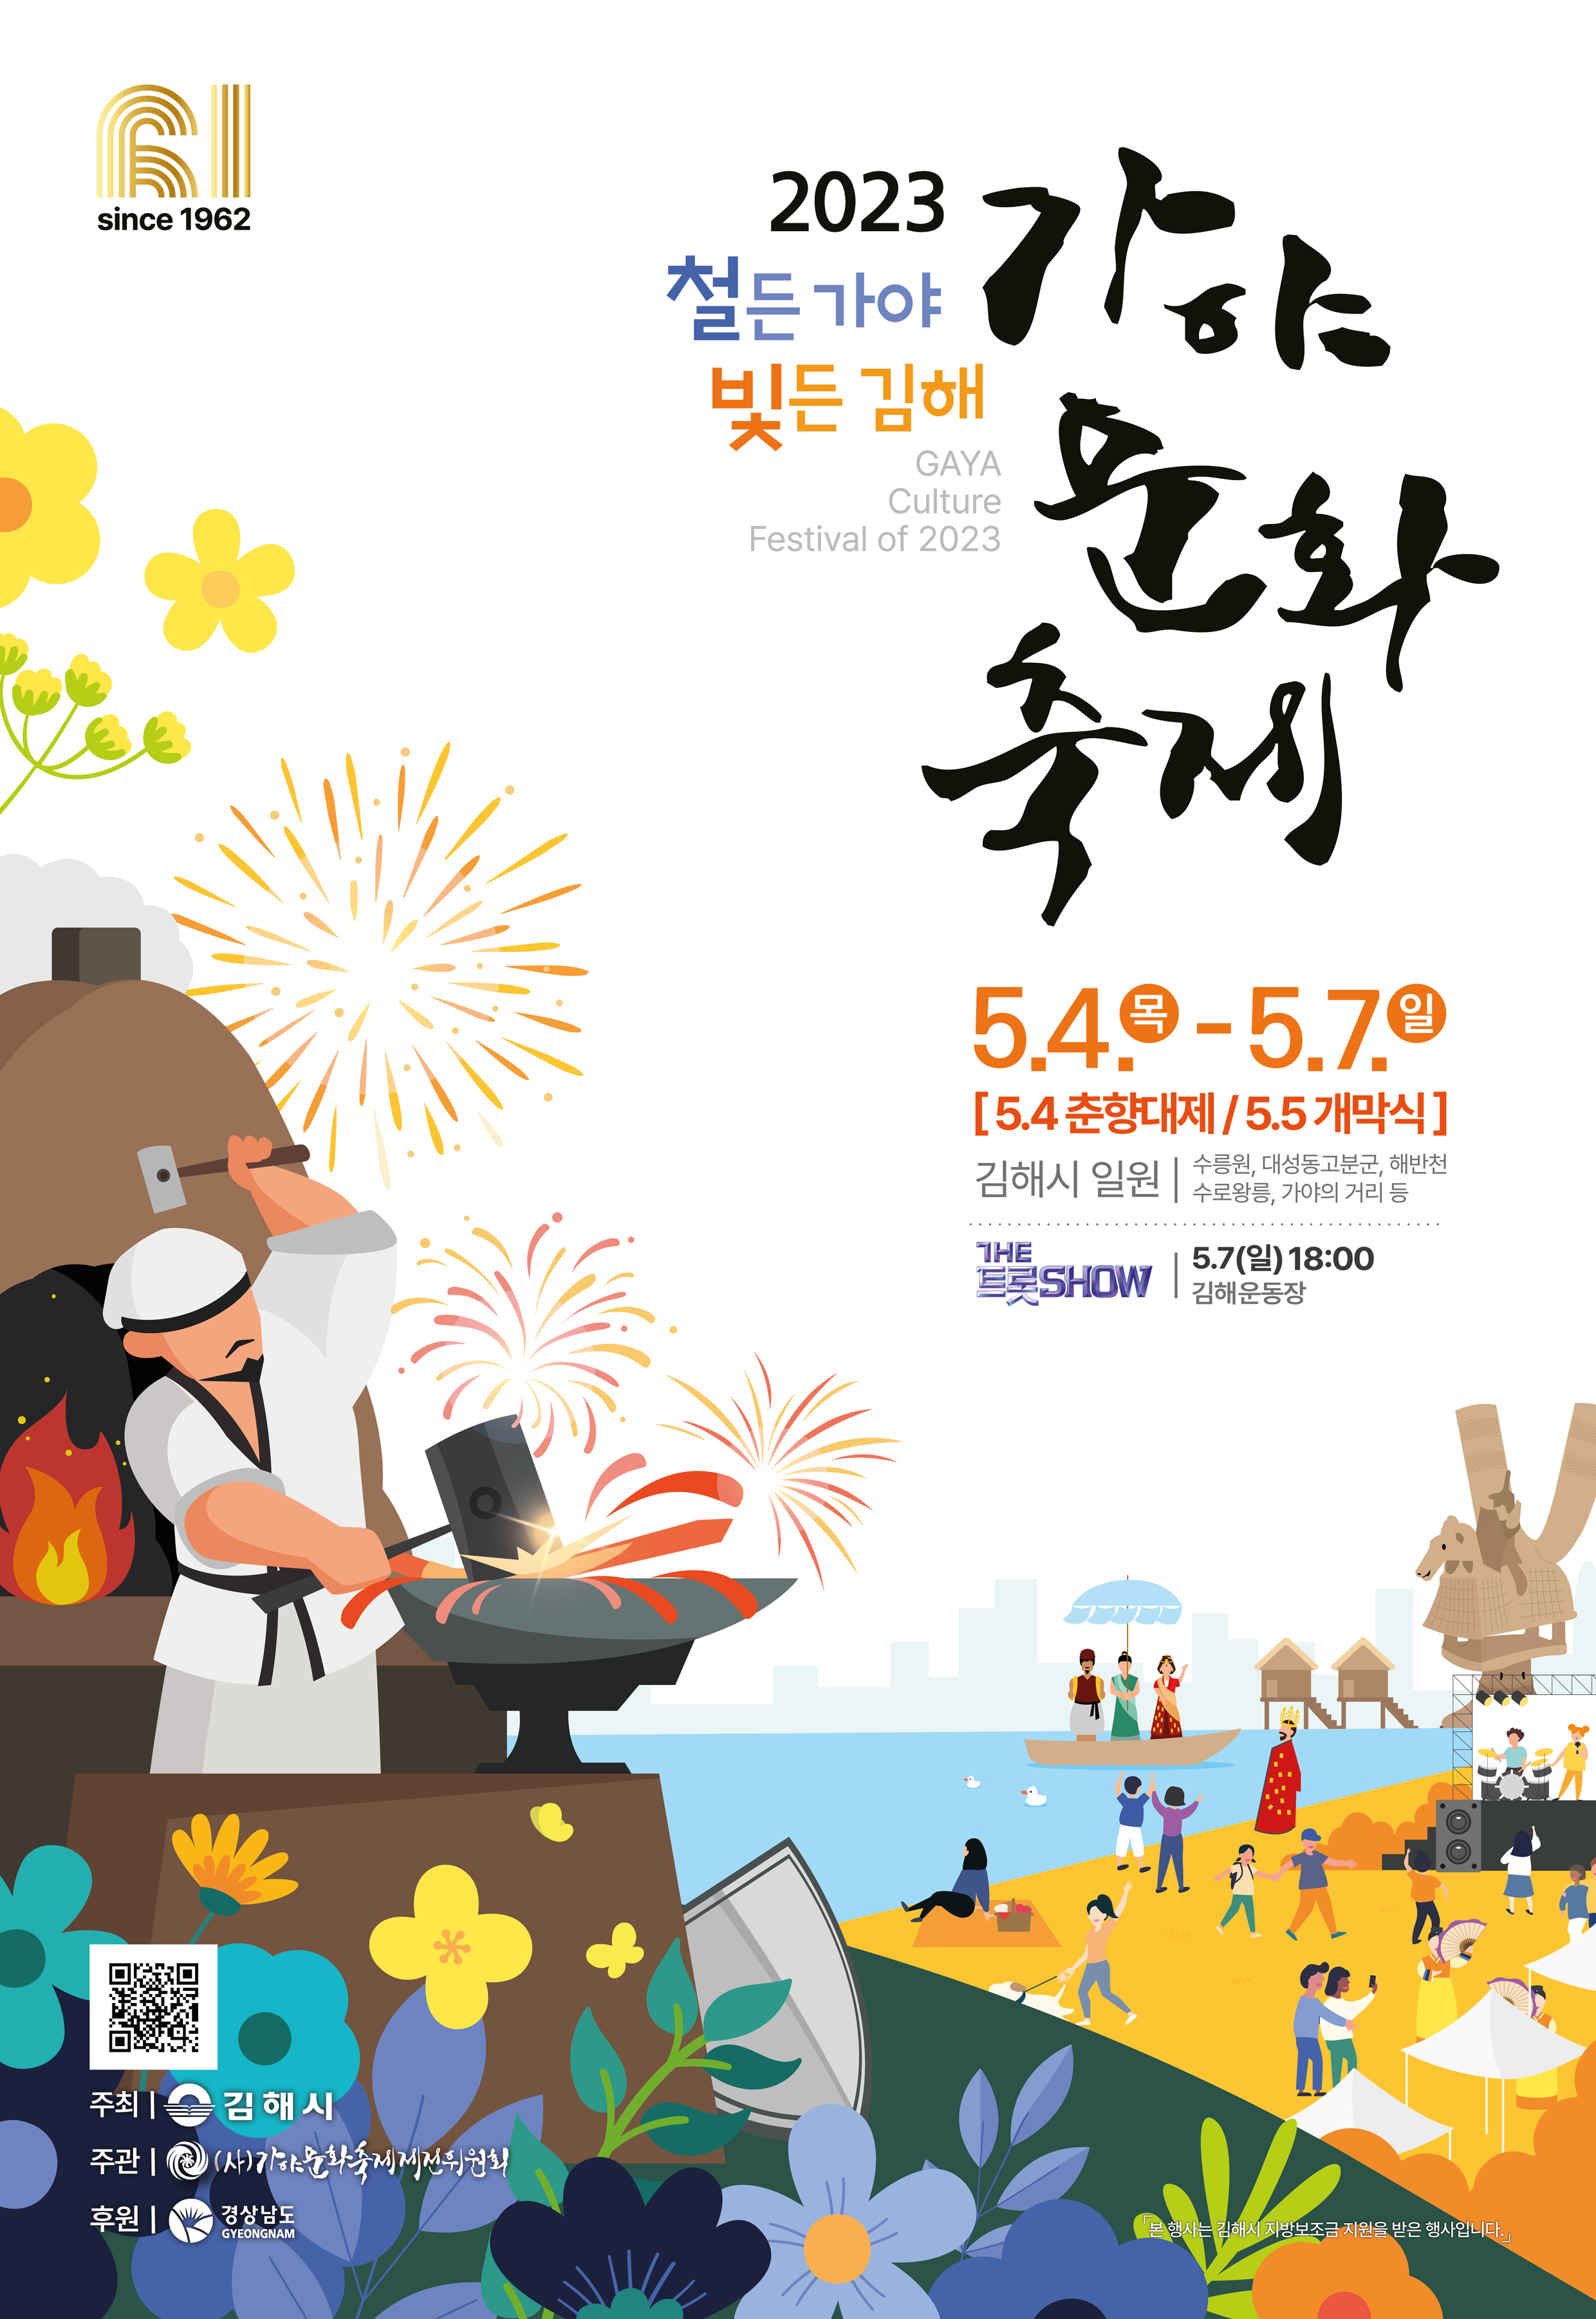 since 1962
2023
가야
문화
축제
철든 가야
빛든 김해
GAYA
Culture
Festival of 2023
5.4.목 - 5.7.일
[ 5.4 춘향대제 / 5.5 개막식 ]
김해시 일원 | 수릉원, 대성동고분군, 해반천
수로왕릉, 가야의 거리 등
THE
트롯SHOW | 5.7(일) 18:00
김해운동장
주최 | 김해시
주관 | (사)가야문화축제제전위원회
후원 | 경상남도
GYEONGNAM
「본 행사는 김해시 지방보조금 지원을 받은 행사입니다.」